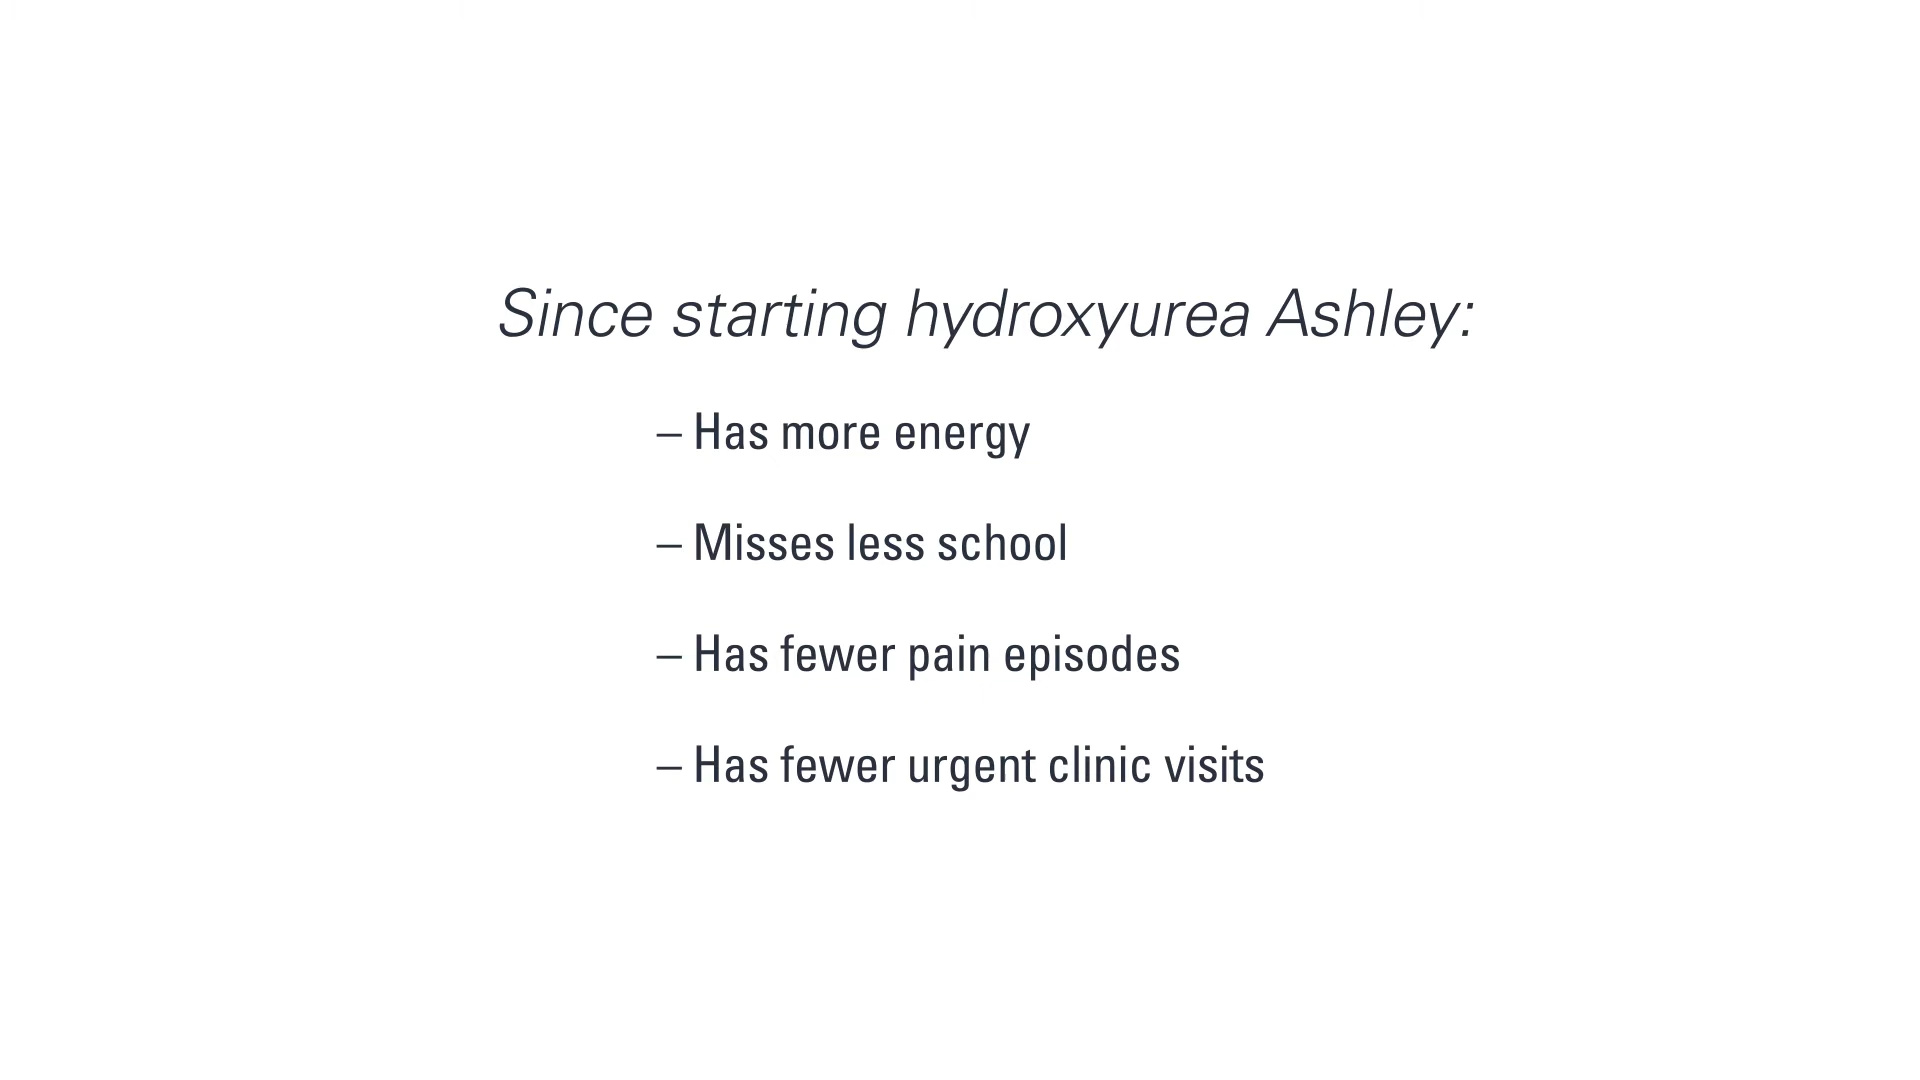 Since starting hydroxyurea Ashley:
– Has more energy
– Misses less school
– Has fewer pain episodes
– Has fewer urgent clinic visits